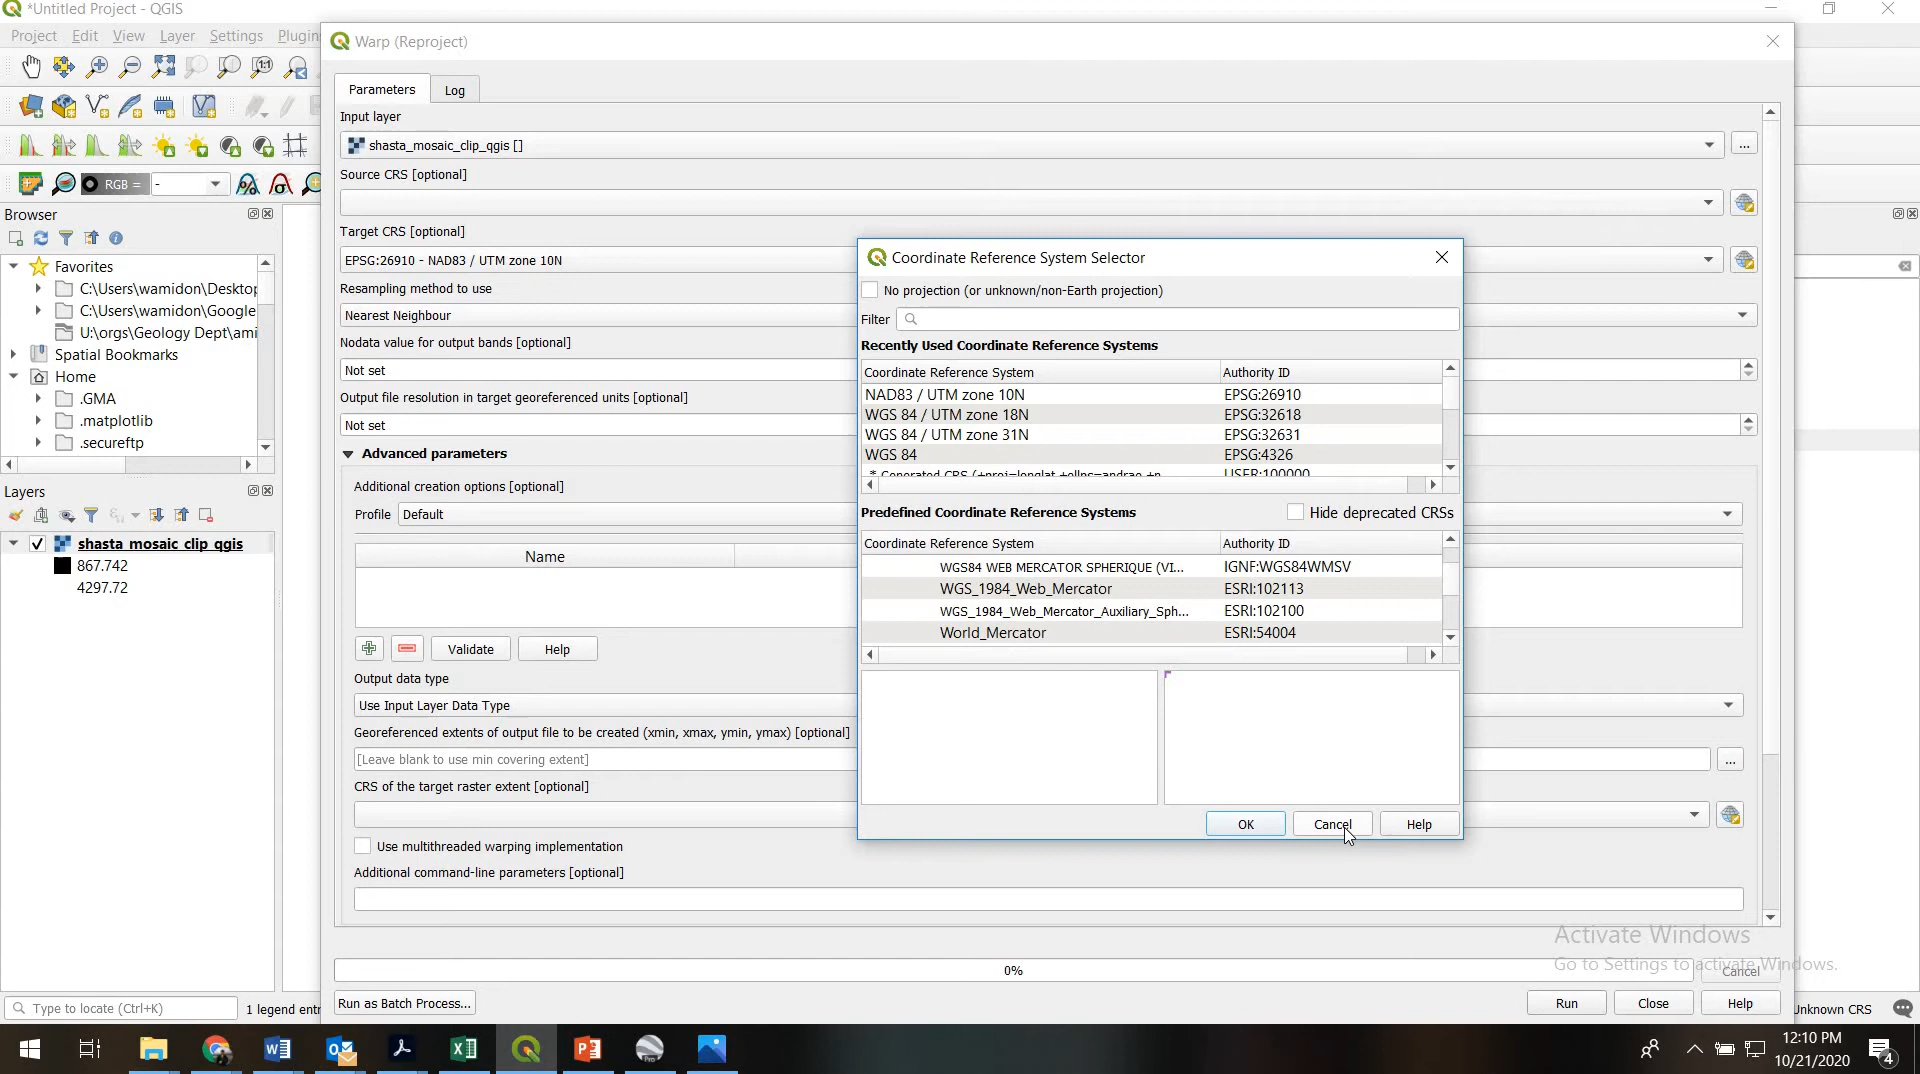 *Untitled Project - QGIS
Project Edit View Layer Settings Plugin
Warp (Reproject)
Parameters
Log
Input layer
shasta_mosaic_clip_qgis []
...
Source CRS [optional]
Target CRS [optional]
EPSG:26910 - NAD83 / UTM zone 10N
Resampling method to use
Nearest Neighbour
Nodata value for output bands [optional]
Not set
Output file resolution in target georeferenced units [optional]
Not set
Advanced parameters
Additional creation options [optional]
Profile Default
Name
Validate
Help
Output data type
Use Input Layer Data Type
Georeferenced extents of output file to be created (xmin, xmax, ymin, ymax) [optional]
[Leave blank to use min covering extent]
...
CRS of the target raster extent [optional]
Use multithreaded warping implementation
Additional command-line parameters [optional]
0%
Cancel
Run as Batch Process...
Run
Close
Help
Coordinate Reference System Selector
No projection (or unknown/non-Earth projection)
Filter
Recently Used Coordinate Reference Systems
Coordinate Reference System Authority ID
NAD83 / UTM zone 10N EPSG:26910
WGS 84 / UTM zone 18N EPSG:32618
WGS 84 / UTM zone 31N EPSG:32631
WGS 84 EPSG:4326
* Generated CRS (+proj=longlat +ellps=andrae +n USER:100000
Predefined Coordinate Reference Systems
Hide deprecated CRSs
Coordinate Reference System Authority ID
WGS84 WEB MERCATOR SPHERIQUE (VI... IGNF:WGS84WMSV
WGS_1984_Web_Mercator ESRI:102113
WGS_1984_Web_Mercator_Auxiliary_Sph... ESRI:102100
World_Mercator ESRI:54004
OK
Cancel
Help
1:1
RGB =
-
Browser
Favorites
C:\Users\wamidon\Desktop
C:\Users\wamidon\Google
U:\orgs\Geology Dept\ami
Spatial Bookmarks
Home
.GMA
.matplotlib
.secureftp
Layers
shasta_mosaic_clip_qgis
867.742
4297.72
Type to locate (Ctrl+K)
1 legend entr
Unknown CRS
Activate Windows
Go to Settings to activate Windows.
12:10 PM
10/21/2020
4